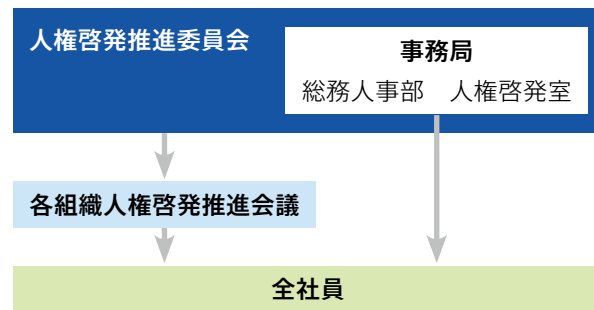 人権啓発推進委員会
事務局
総務人事部　人権啓発室
各組織人権啓発推進会議
全社員